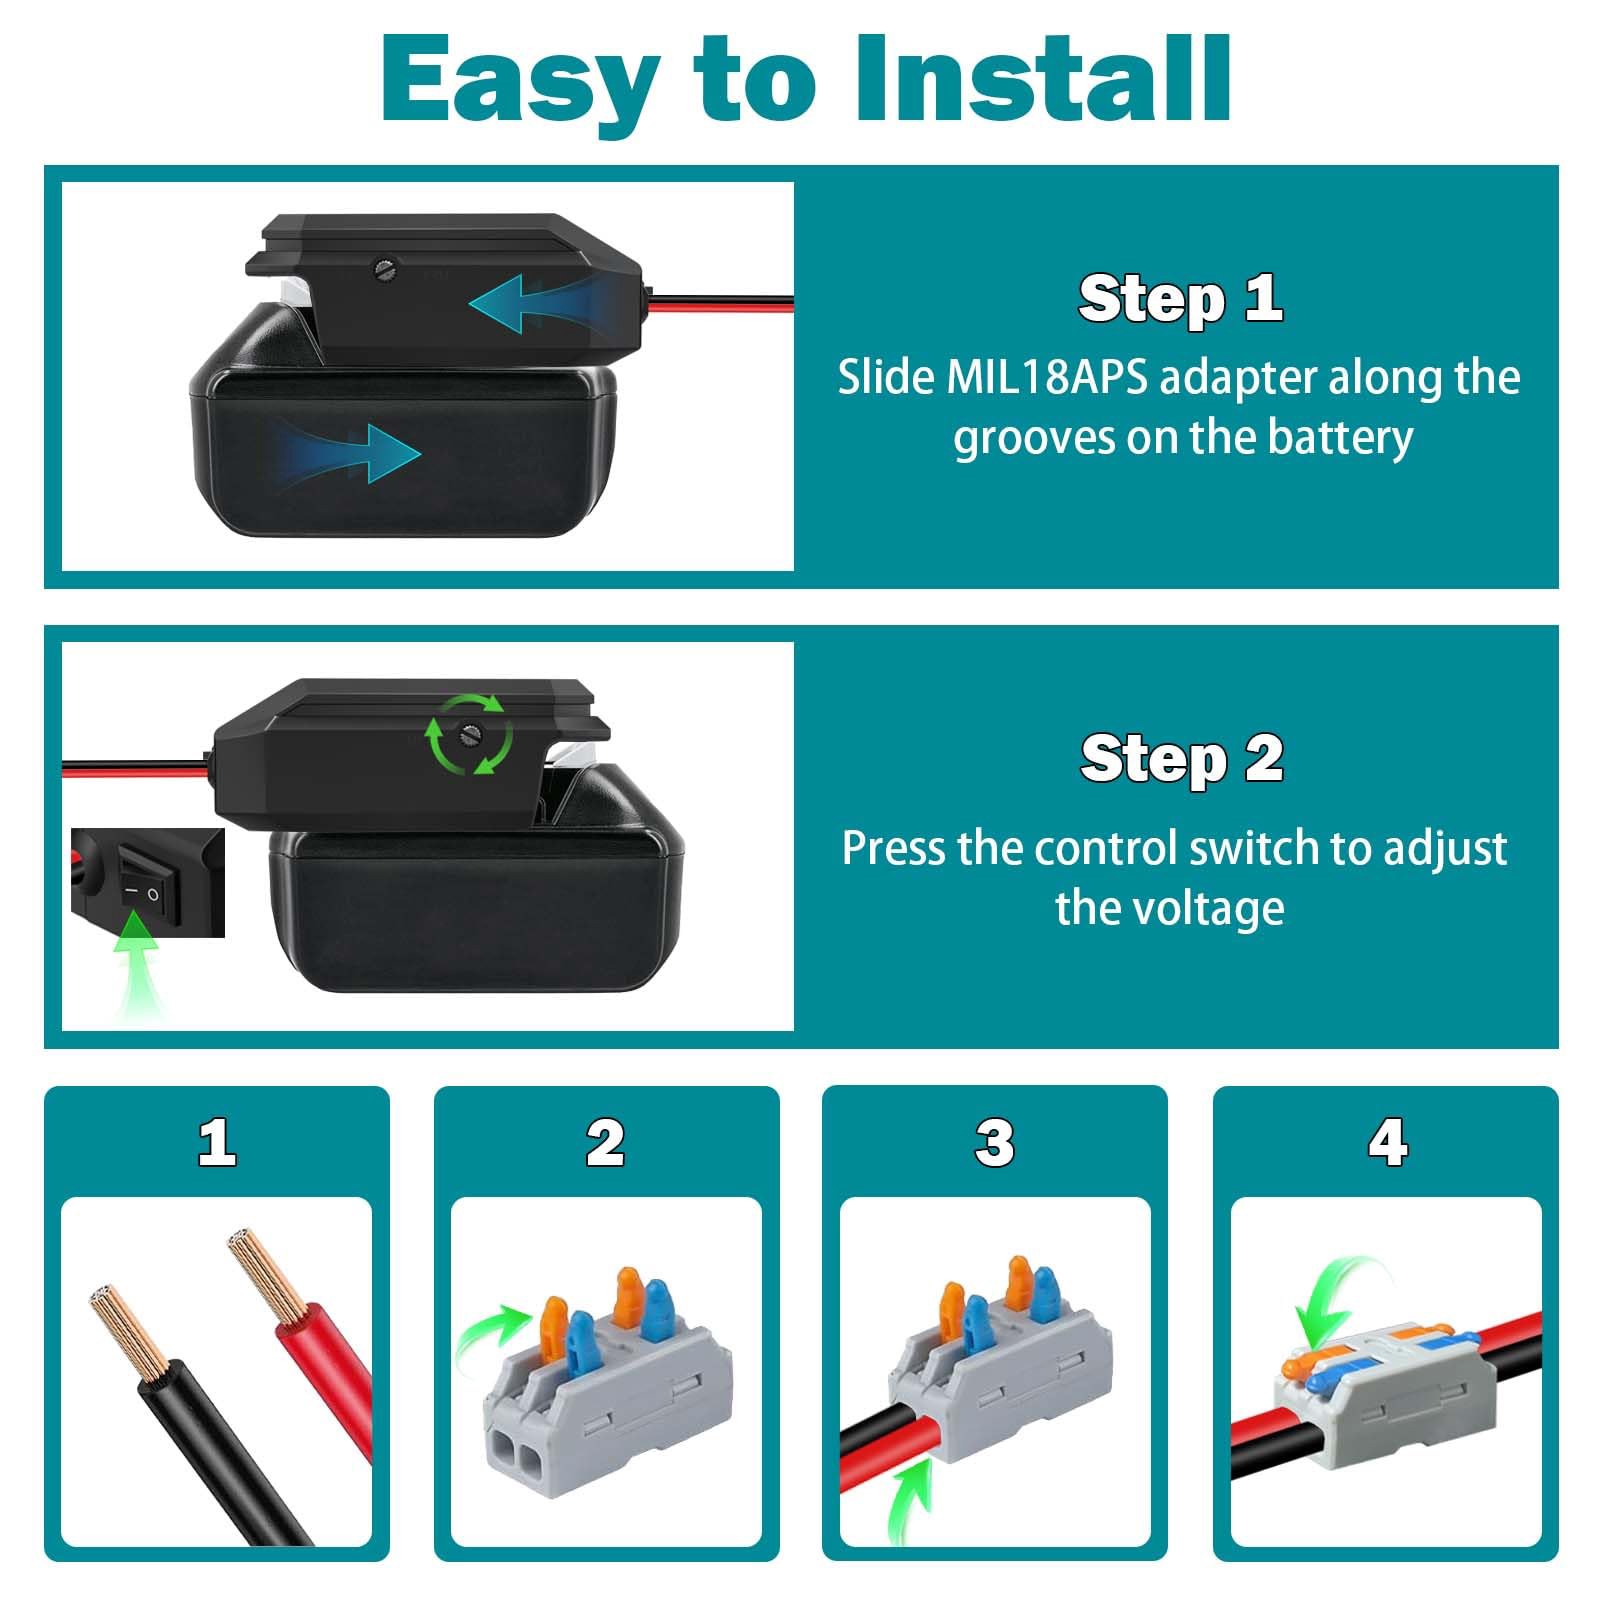 Easy to Install
Step 1
Slide MIL18APS adapter along the
grooves on the battery
Step 2
Press the control switch to adjust
the voltage
1
2
3
4